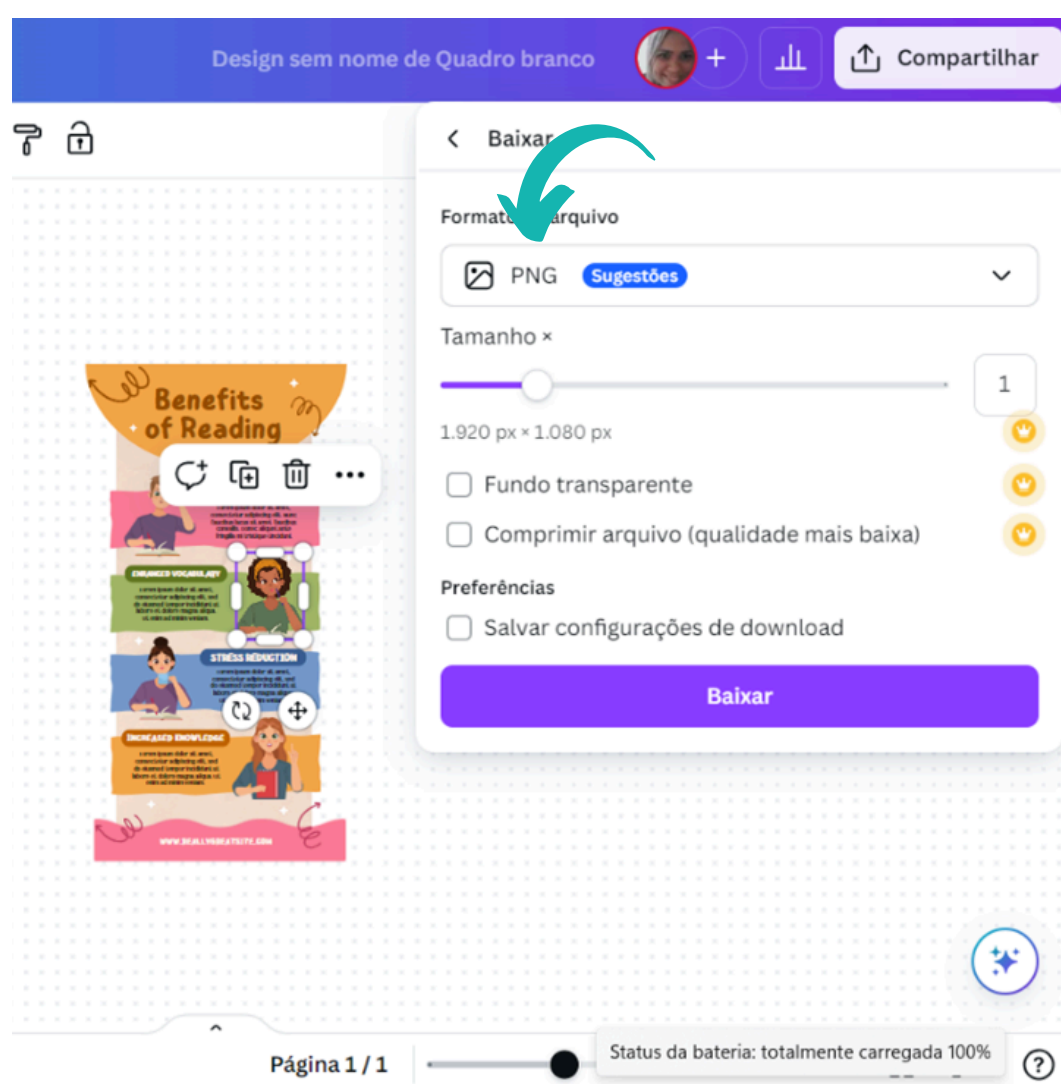 Design sem nome de Quadro branco
+
Compartilhar
Baixar
Formato arquivo
PNG Sugestões
Tamanho ×
1
1.920 px × 1.080 px
Fundo transparente
Comprimir arquivo (qualidade mais baixa)
Preferências
Salvar configurações de download
Baixar
Benefits
of Reading
ENHANCED VOCABULARY
STRESS REDUCTION
INCREASED KNOWLEDGE
WWW.REALLYGREATSITE.COM
Página 1 / 1
Status da bateria: totalmente carregada 100%
?